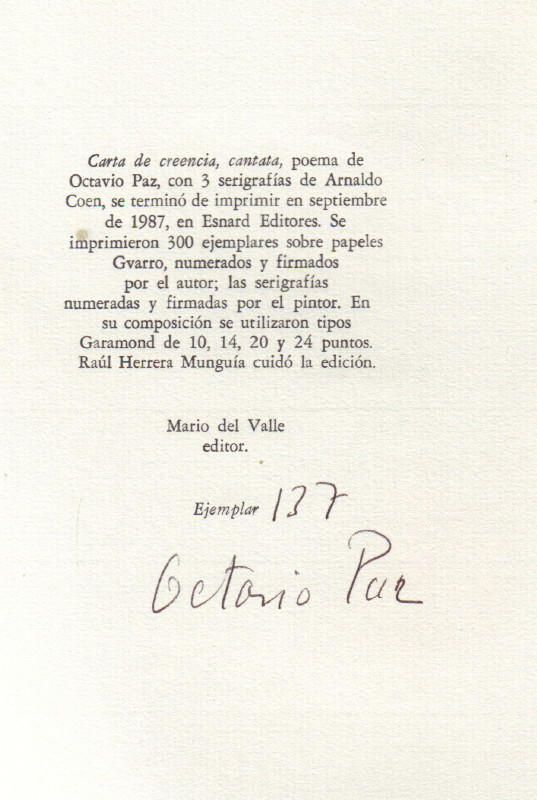 Carta de creencia, cantata, poema de
Octavio Paz, con 3 serigrafías de Arnaldo
Coen, se terminó de imprimir en septiembre
de 1987, en Esnard Editores. Se
imprimieron 300 ejemplares sobre papeles
Gvarro, numerados y firmados
por el autor; las serigrafías
numeradas y firmadas por el pintor. En
su composición se utilizaron tipos
Garamond de 10, 14, 20 y 24 puntos.
Raúl Herrera Munguía cuidó la edición.
Mario del Valle
editor.
Ejemplar 137
Octavio Paz